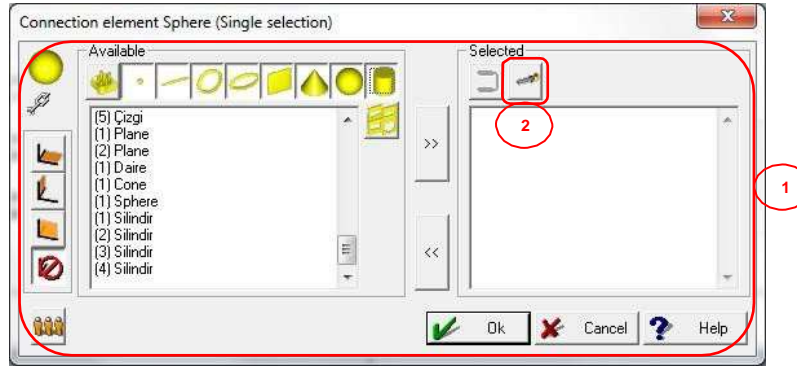 Connection element Sphere (Single selection)
Available
Selected
(5) Çizgi
(1) Plane
(2) Plane
(1) Daire
(1) Cone
(1) Sphere
(1) Silindir
(2) Silindir
(3) Silindir
(4) Silindir
>>
<<
2
1
Ok
Cancel
Help